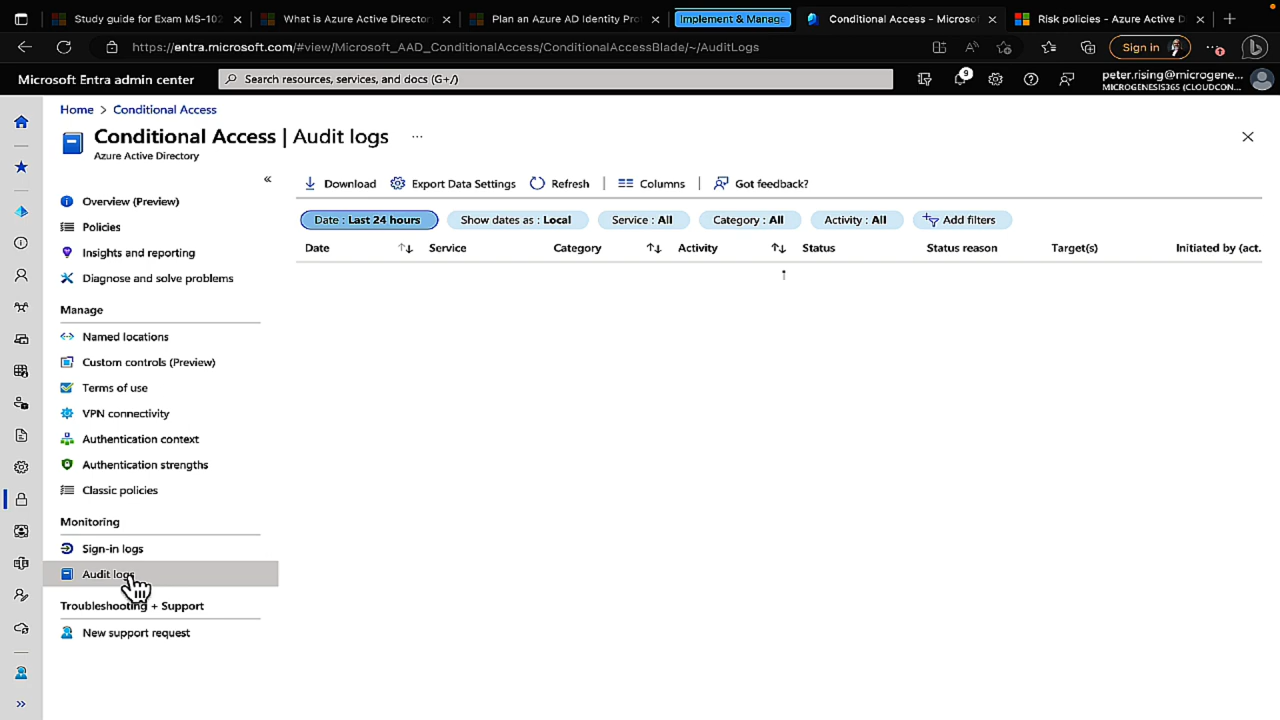 Study guide for Exam MS-102
What is Azure Active Director
Plan an Azure AD Identity Pro
Implement & Manage
Conditional Access - Microsof
Risk policies - Azure Active D
https://entra.microsoft.com/#view/Microsoft_AAD_ConditionalAccess/ConditionalAccessBlade/~/AuditLogs
Sign in
Microsoft Entra admin center
Search resources, services, and docs (G+/)
9
peter.rising@microgene...
MICROGENESIS365 (CLOUDCON...
Home > Conditional Access
Conditional Access | Audit logs ...
Azure Active Directory
Download
Export Data Settings
Refresh
Columns
Got feedback?
Date : Last 24 hours
Show dates as : Local
Service : All
Category : All
Activity : All
Add filters
Date
Service
Category
Activity
Status
Status reason
Target(s)
Initiated by (act.
Overview (Preview)
Policies
Insights and reporting
Diagnose and solve problems
Manage
Named locations
Custom controls (Preview)
Terms of use
VPN connectivity
Authentication context
Authentication strengths
Classic policies
Monitoring
Sign-in logs
Audit logs
Troubleshooting + Support
New support request